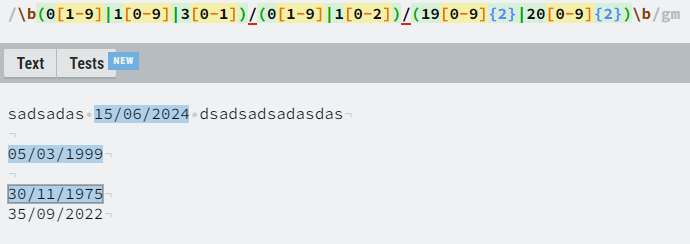 /\b(0[1-9]|1[0-9]|3[0-1])/(0[1-9]|1[0-2])/(19[0-9]{2}|20[0-9]{2})\b/gm
Text Tests NEW
sadsadas 15/06/2024 dsadsadsadasdas
05/03/1999
30/11/1975
35/09/2022